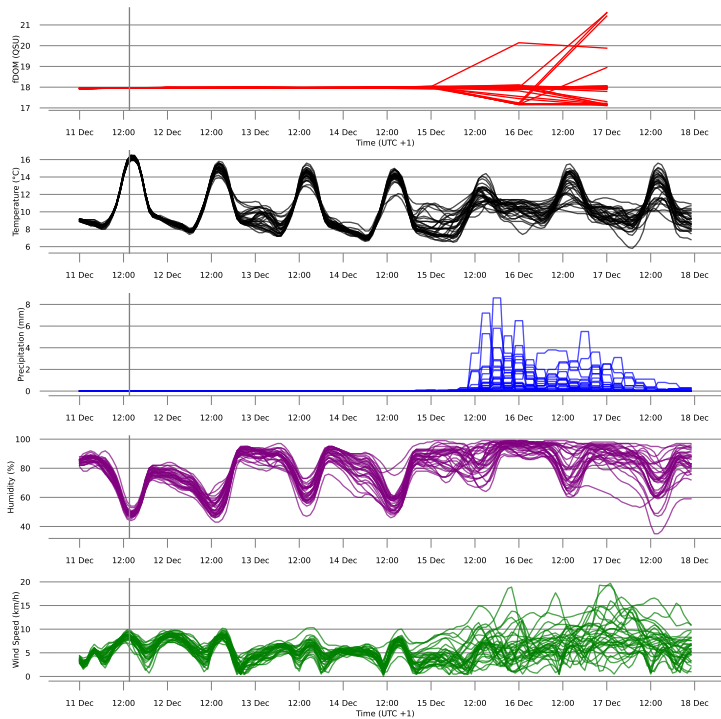 21
20
19
18
17
fDOM (QSU)
11 Dec 12:00 12 Dec 12:00 13 Dec 12:00 14 Dec 12:00 15 Dec 12:00 16 Dec 12:00 17 Dec 12:00 18 Dec
Time (UTC +1)
16
14
12
10
8
6
Temperature (°C)
11 Dec 12:00 12 Dec 12:00 13 Dec 12:00 14 Dec 12:00 15 Dec 12:00 16 Dec 12:00 17 Dec 12:00 18 Dec
8
6
4
2
0
Precipitation (mm)
11 Dec 12:00 12 Dec 12:00 13 Dec 12:00 14 Dec 12:00 15 Dec 12:00 16 Dec 12:00 17 Dec 12:00 18 Dec
100
80
60
40
Humidity (%)
11 Dec 12:00 12 Dec 12:00 13 Dec 12:00 14 Dec 12:00 15 Dec 12:00 16 Dec 12:00 17 Dec 12:00 18 Dec
20
15
10
5
0
Wind Speed (km/h)
11 Dec 12:00 12 Dec 12:00 13 Dec 12:00 14 Dec 12:00 15 Dec 12:00 16 Dec 12:00 17 Dec 12:00 18 Dec
Time (UTC +1)